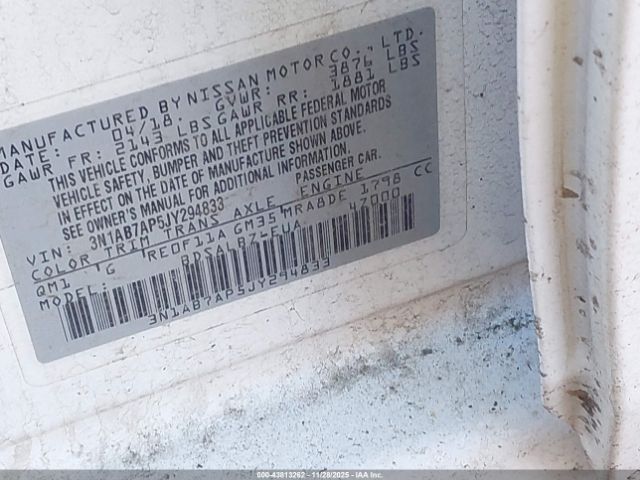 MANUFACTURED BY NISSAN MOTOR CO., LTD.
DATE: 04/18 GVWR: 3876 LBS
GAWR FR: 2143 LBS GAWR RR: 1881 LBS
THIS VEHICLE CONFORMS TO ALL APPLICABLE FEDERAL MOTOR
VEHICLE SAFETY, BUMPER AND THEFT PREVENTION STANDARDS
IN EFFECT ON THE DATE OF MANUFACTURE SHOWN ABOVE.
SEE OWNER'S MANUAL FOR ADDITIONAL INFORMATION.
VIN: 3N1AB7AP5JY294833 PASSENGER CAR.
COLOR TRIM TRANS AXLE ENGINE
QM1 G RE0F11A GM35 MRA8DE 1798 CC
MODEL: BDSALBZ-EUA 47000
3N1AB7AP5JY294833
000-43813262 - 11/28/2025 - IAA Inc.